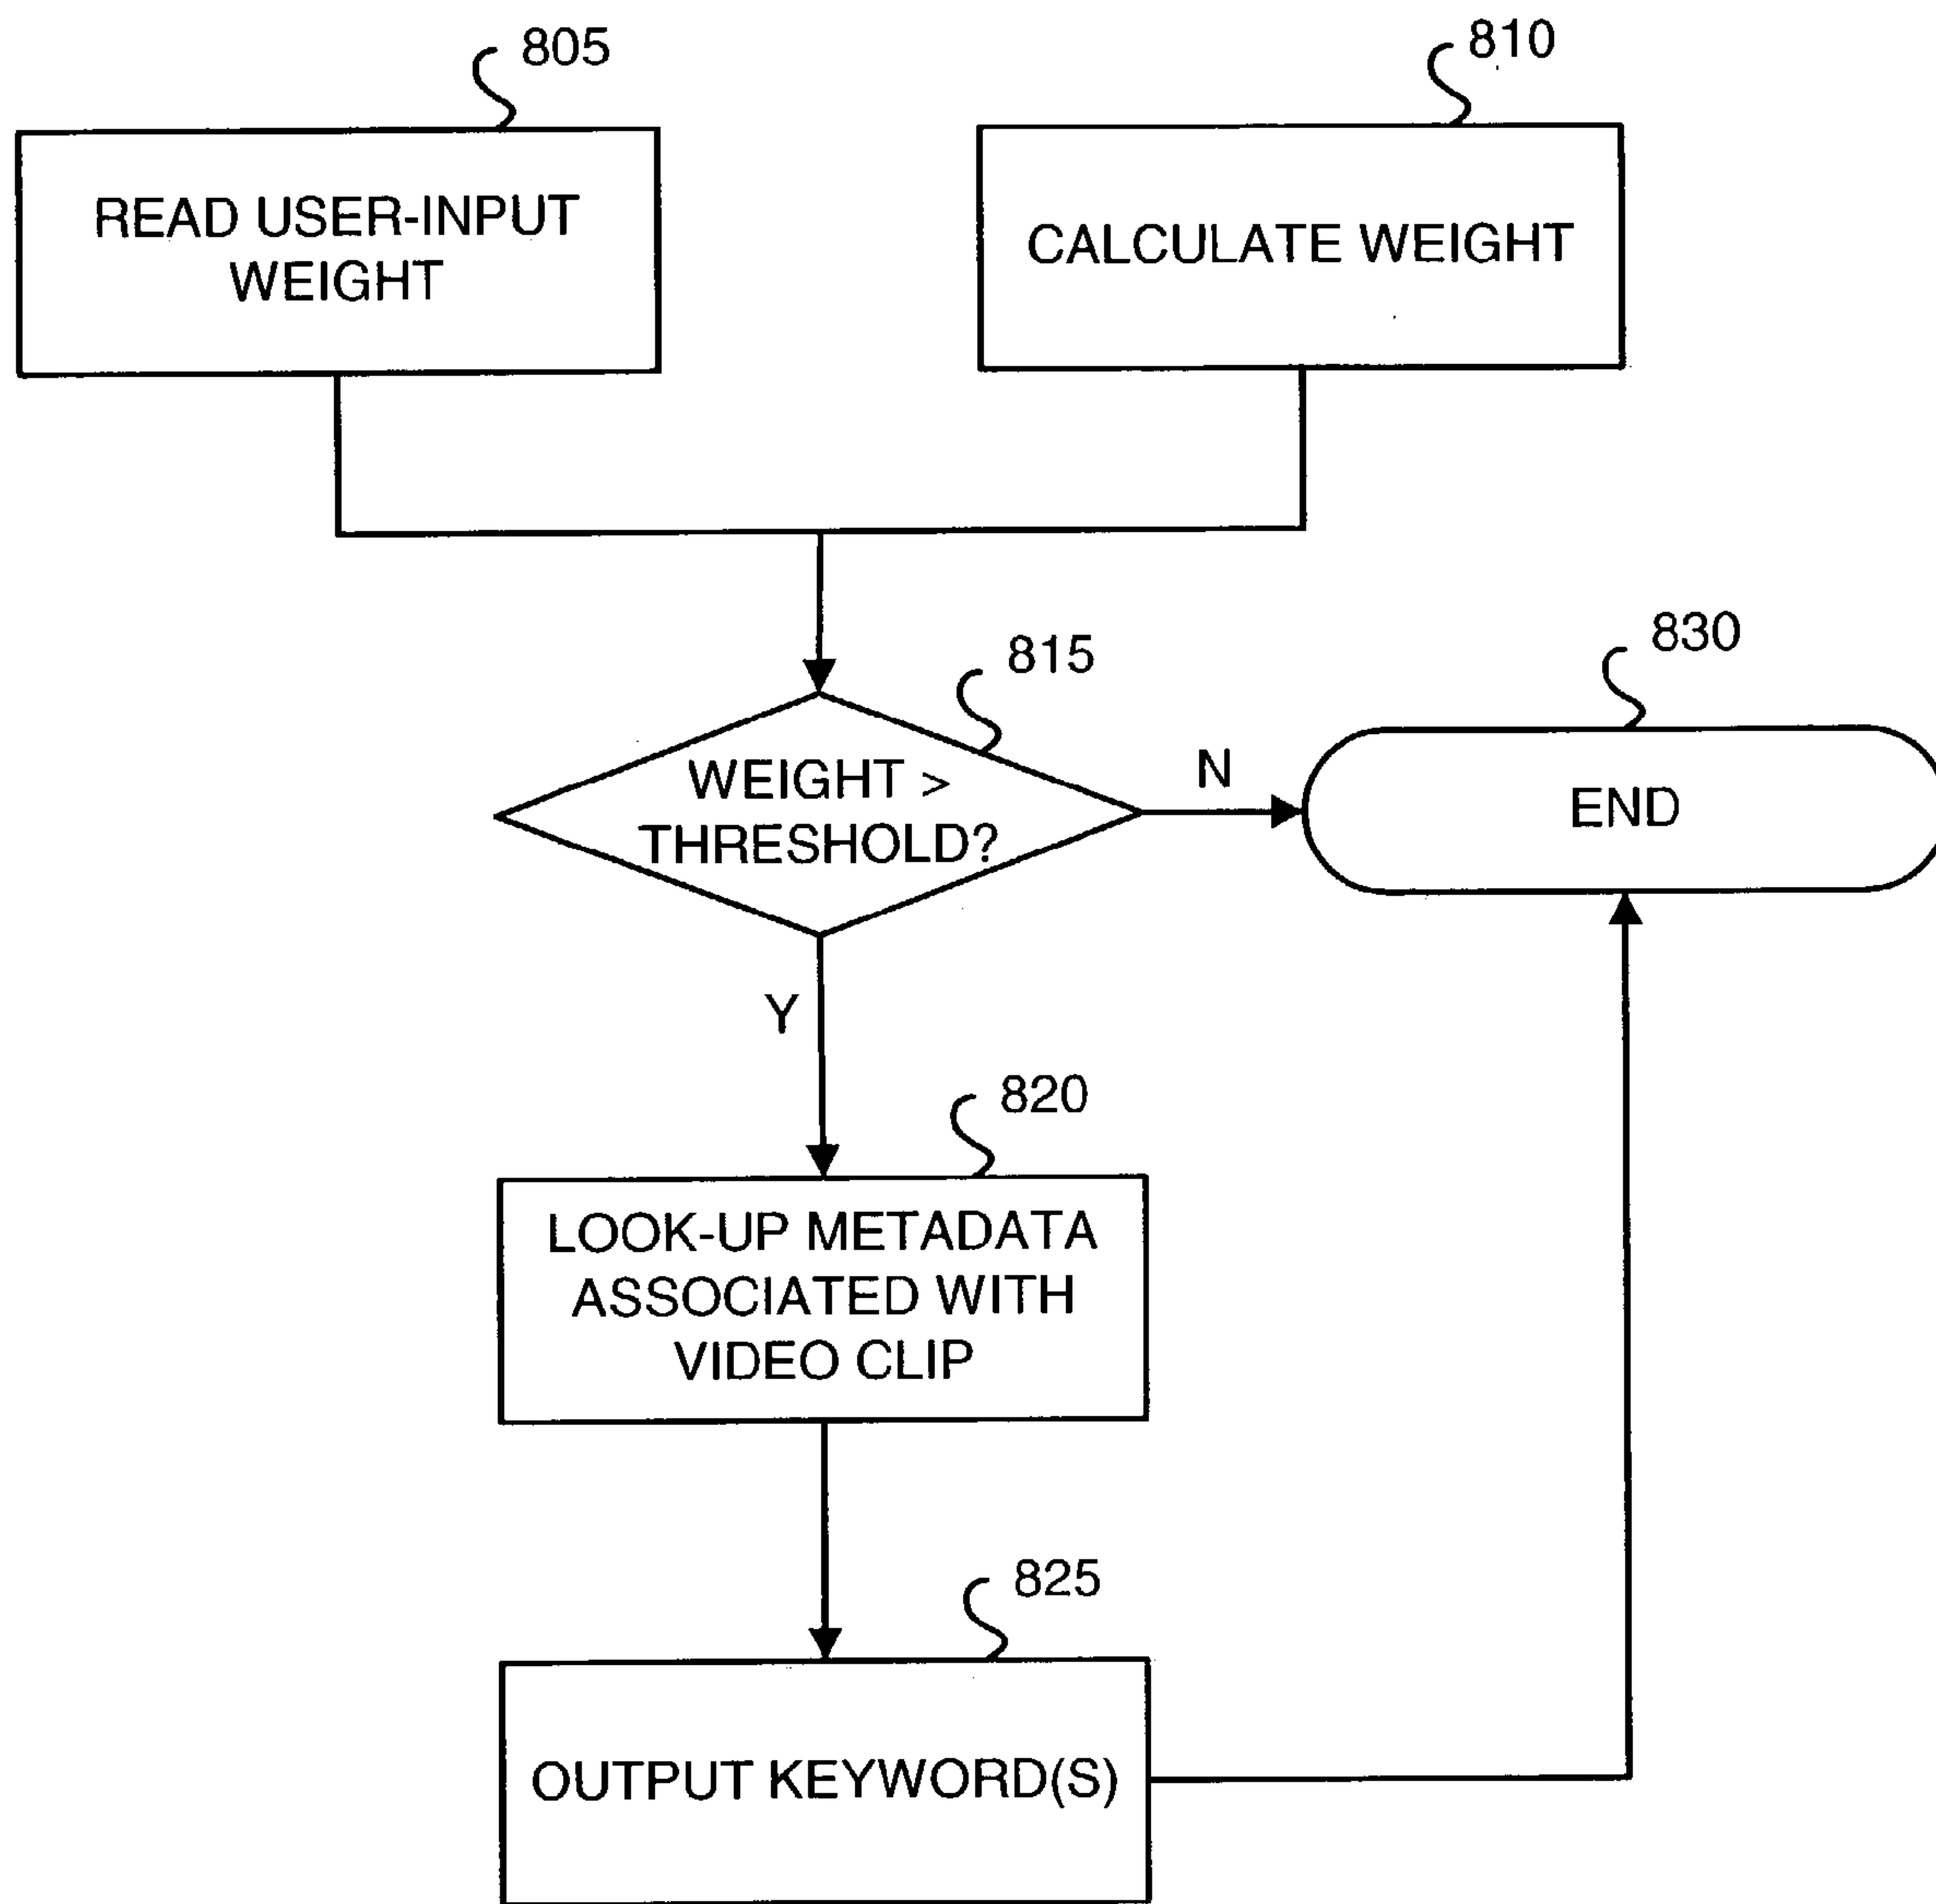 805
810
READ USER-INPUT
WEIGHT
CALCULATE WEIGHT
815
830
WEIGHT >
THRESHOLD?
N
END
Y
820
LOOK-UP METADATA
ASSOCIATED WITH
VIDEO CLIP
825
OUTPUT KEYWORD(S)